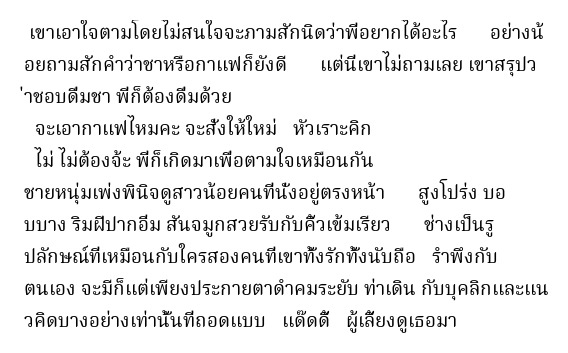 เขาเอาใจตามโดยไม่สนใจจะภามสักนิดว่าพี่อยากได้อะไร อย่างน้
อยถามสักคำว่าชาหรือกาแฟก็ยังดี แต่นี่เขาไม่ถามเลย เขาสรุปว
่าชอบดื่มชา พี่ก็ต้องดื่มด้วย
จะเอากาแฟไหมคะ จะสั่งให้ใหม่ หัวเราะคิก
ไม่ ไม่ต้องจ้ะ พี่ก็เกิดมาเพื่อตามใจเหมือนกัน
ชายหนุ่มเพ่งพินิจดูสาวน้อยคนที่นั่งอยู่ตรงหน้า สูงโปร่ง บอ
บบาง ริมฝีปากอิ่ม สันจมูกสวยรับกับคิ้วเข้มเรียว ช่างเป็นรู
ปลักษณ์ที่เหมือนกับใครสองคนที่เขาทั้งรักทั้งนับถือ รำพึงกับ
ตนเอง จะมีก็แต่เพียงประกายตาดำคมระยับ ท่าเดิน กับบุคลิกและแน
วคิดบางอย่างเท่านั้นที่ถอดแบบ แด๊ดดี้ ผู้เลี้ยงดูเธอมา